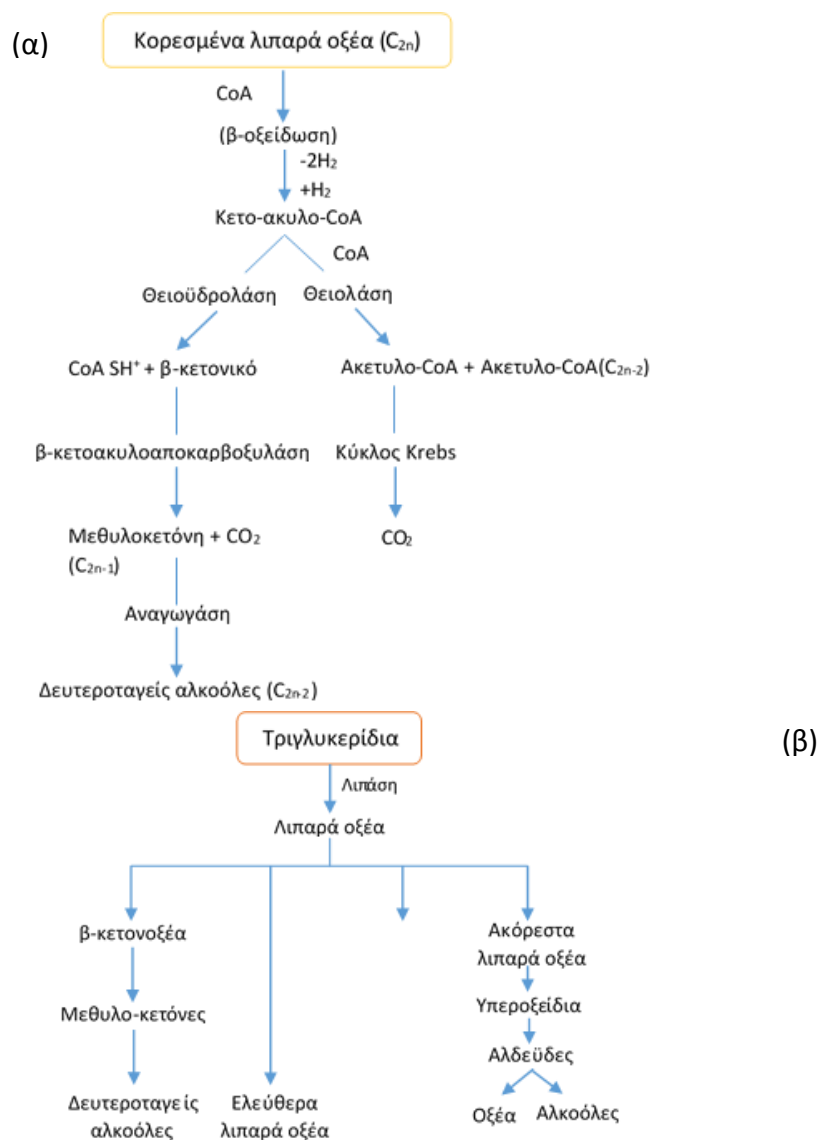 (α)
Κορεσμένα λιπαρά οξέα (C2n)
CoA
(β-οξείδωση)
-2H2
+H2
Κετο-ακυλο-CoA
CoA
Θειοϋδρολάση
Θειολάση
CoA SH⁺ + β-κετονικό
Ακετυλο-CoA + Ακετυλο-CoA(C2n-2)
β-κετοακυλοαποκαρβοξυλάση
Κύκλος Krebs
Μεθυλοκετόνη + CO2
(C2n-1)
CO2
Αναγωγάση
Δευτεροταγείς αλκοόλες (C2n-2)
Τριγλυκερίδια
(β)
Λιπάση
Λιπαρά οξέα
β-κετονοξέα
Ακόρεστα
λιπαρά οξέα
Μεθυλο-κετόνες
Υπεροξείδια
Αλδεϋδες
Δευτεροταγείς
αλκοόλες
Ελεύθερα
λιπαρά οξέα
Οξέα
Αλκοόλες